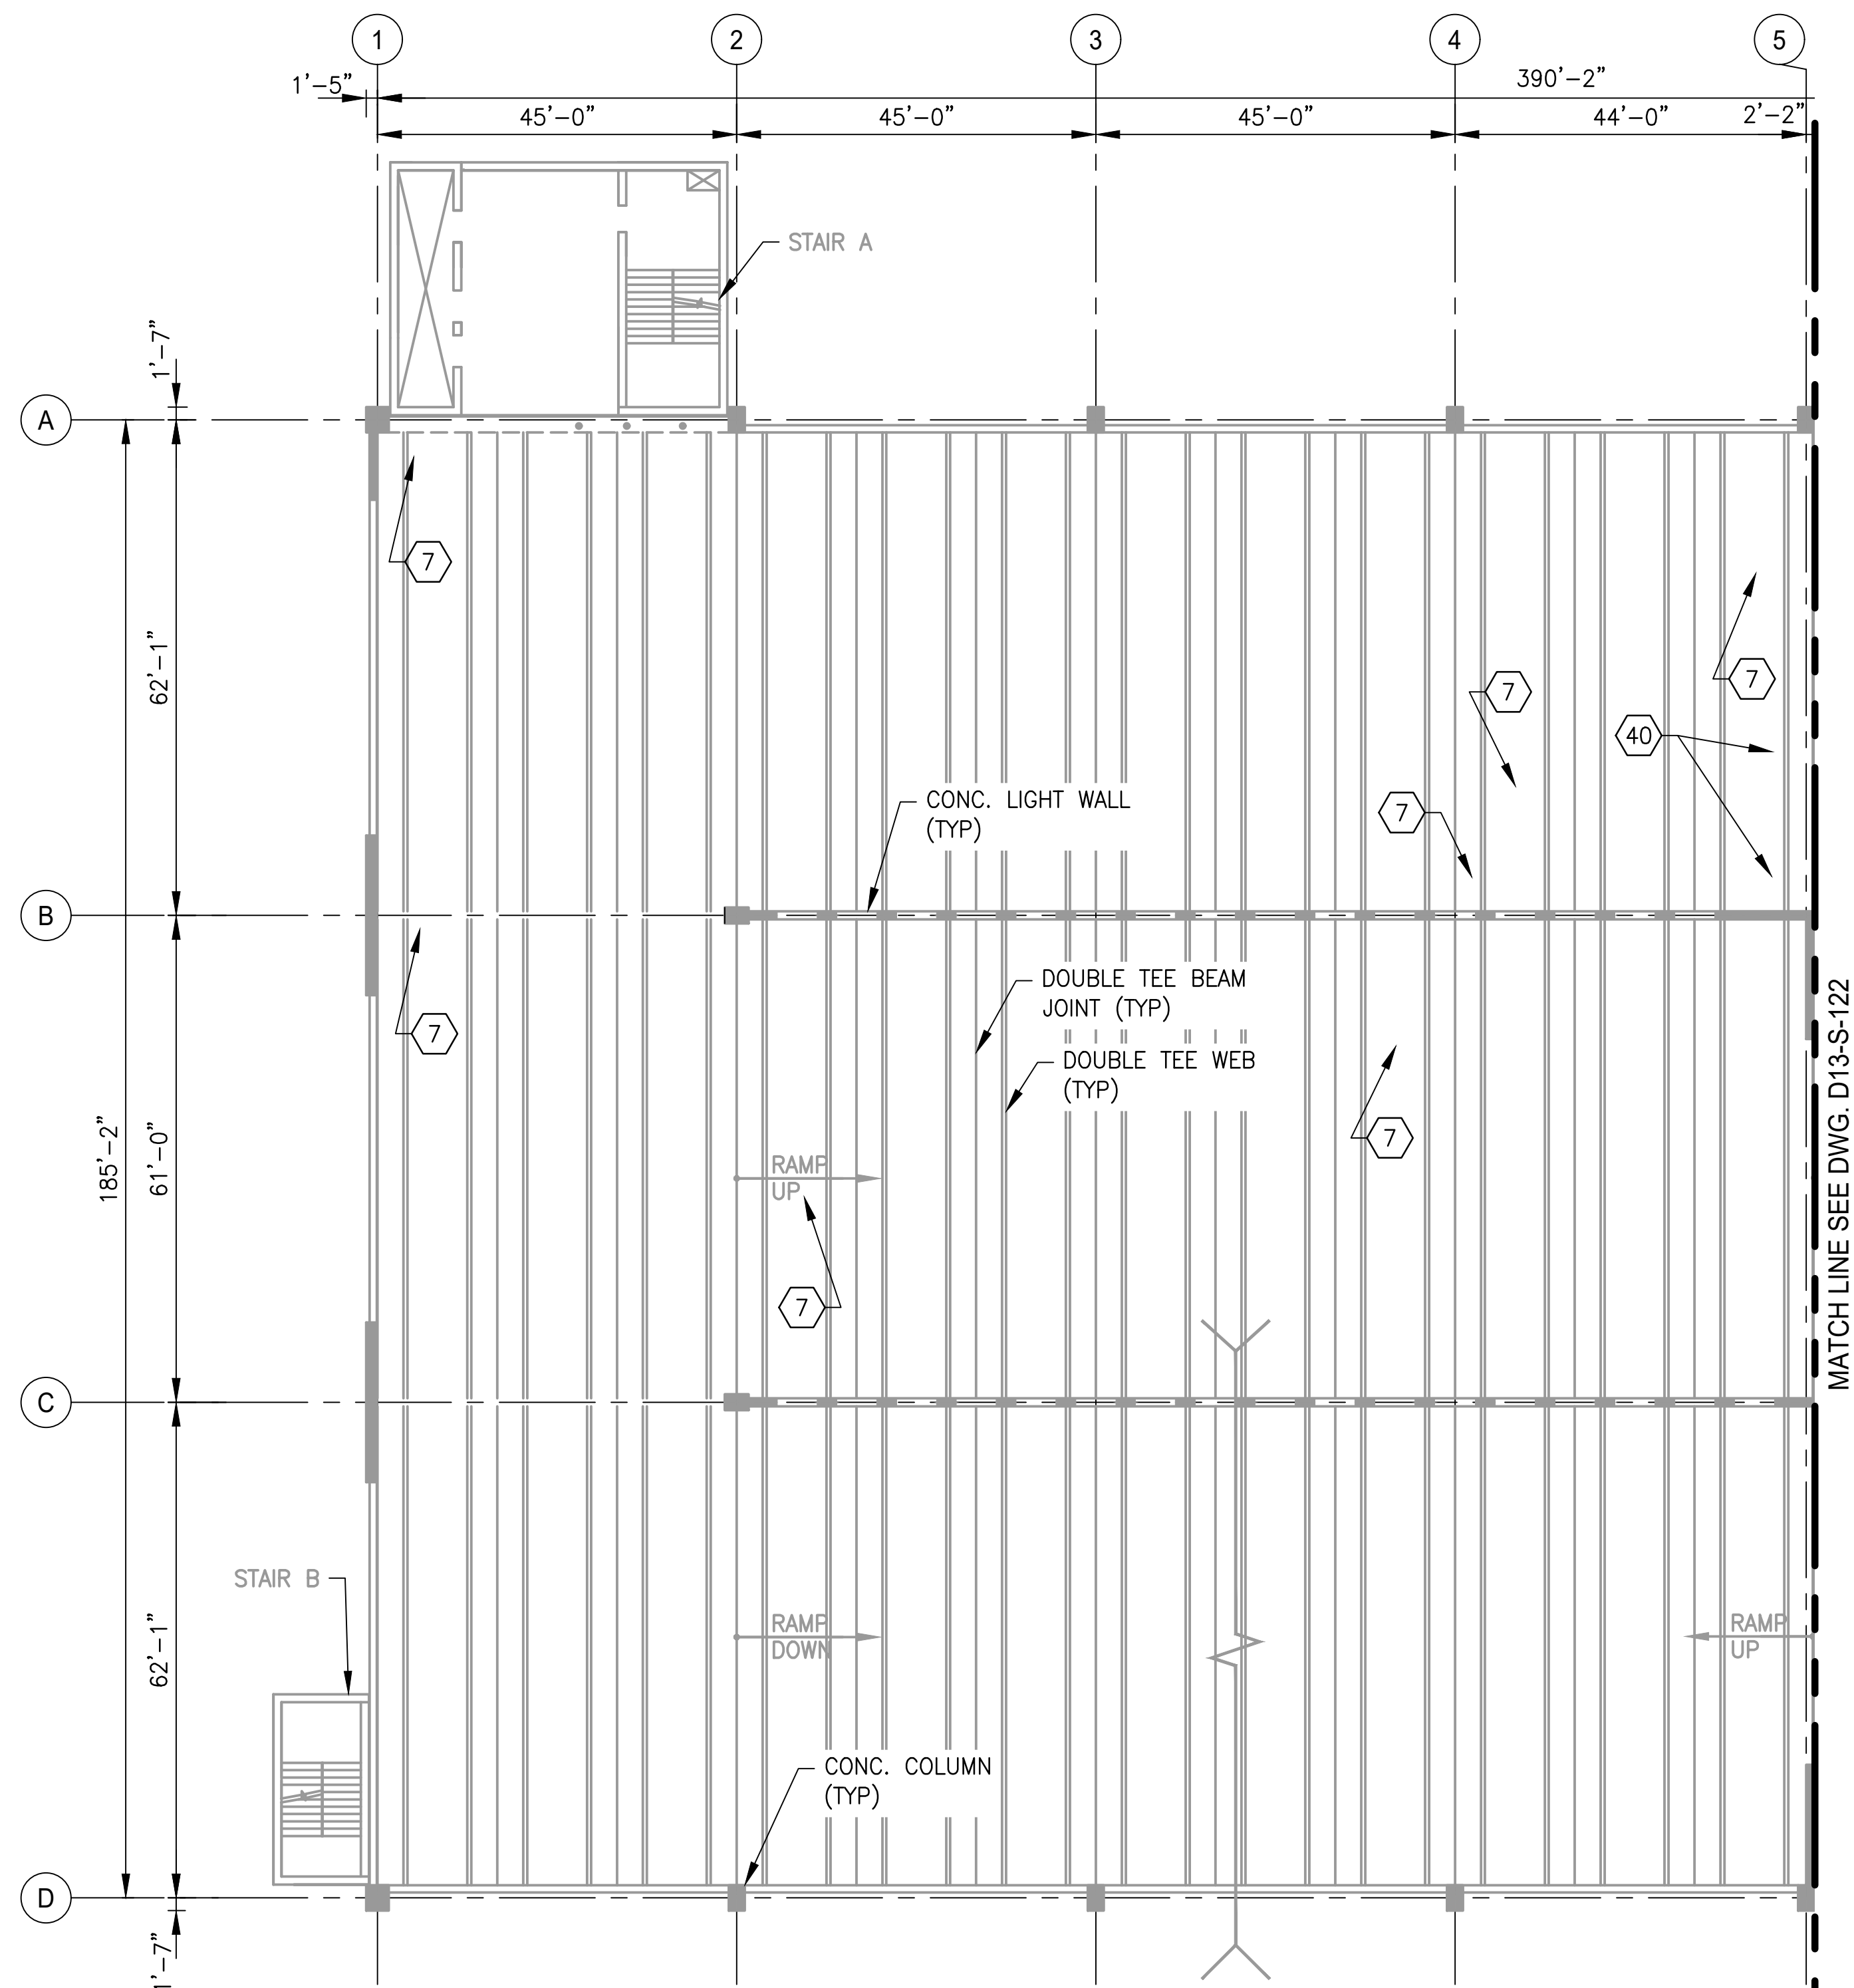 1
2
3
4
5
1'-5"
390'-2"
45'-0"
45'-0"
45'-0"
44'-0"
2'-2"
STAIR A
1'-7"
A
7
62'-1"
7
7
40
CONC. LIGHT WALL
(TYP)
7
B
DOUBLE TEE BEAM
JOINT (TYP)
7
DOUBLE TEE WEB
(TYP)
7
185'-2"
61'-0"
RAMP
UP
MATCH LINE SEE DWG. D13-S-122
7
C
STAIR B
62'-1"
RAMP
DOWN
RAMP
UP
CONC. COLUMN
(TYP)
D
1'-7"